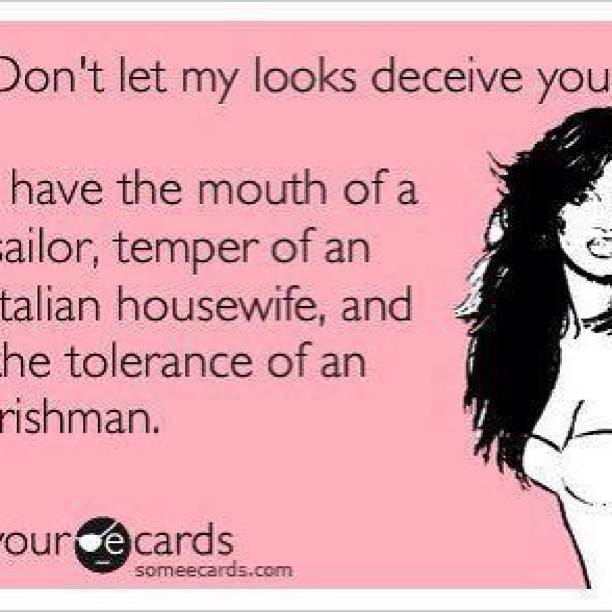 Don't let my looks deceive you
have the mouth of a
sailor, temper of an
talian housewife, and
the tolerance of an
rishman.
your e cards
someecards.com